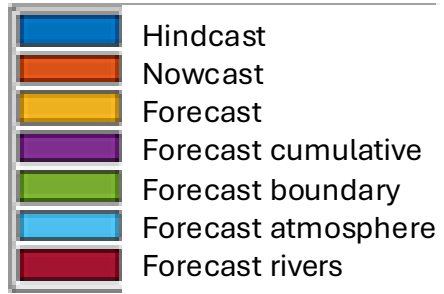 Hindcast
Nowcast
Forecast
Forecast cumulative
Forecast boundary
Forecast atmosphere
Forecast rivers